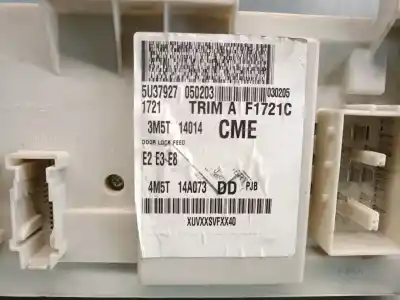 5U37927 050203 030205
1721 TRIM A F1721C
3M5T 14014 CME
DOOR LOCK FEED
E2 E3-E8
4M5T 14A073 DD PJB
XUVXXSVFXX40